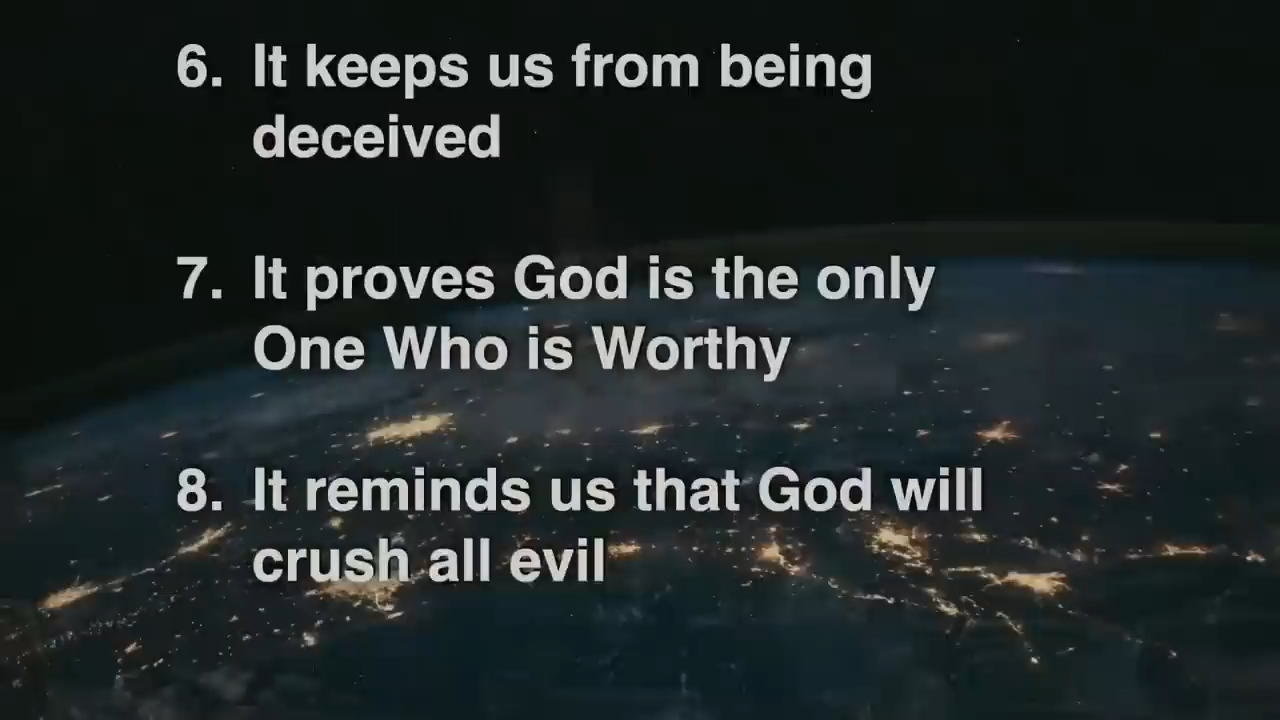 6. It keeps us from being
deceived
7. It proves God is the only
One Who is Worthy
8. It reminds us that God will
crush all evil